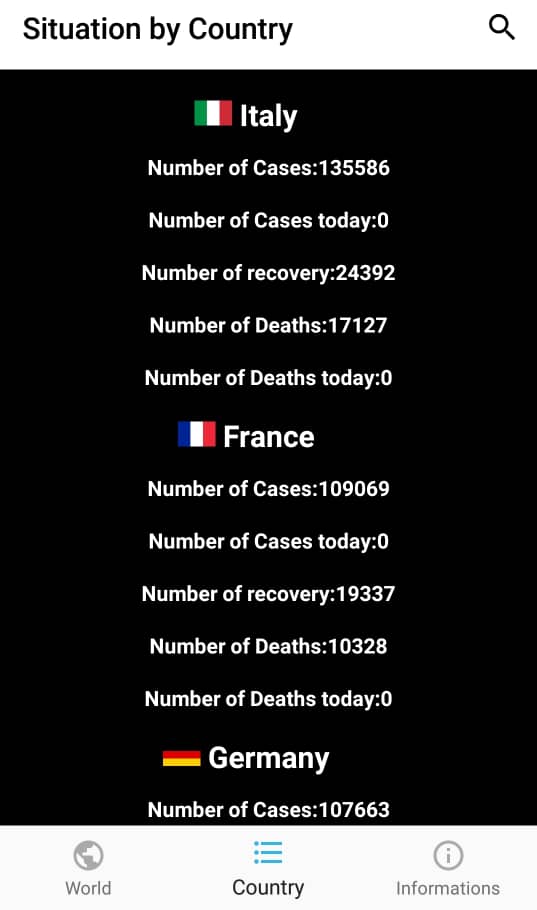 Situation by Country
Italy
Number of Cases:135586
Number of Cases today:0
Number of recovery:24392
Number of Deaths:17127
Number of Deaths today:0
France
Number of Cases:109069
Number of Cases today:0
Number of recovery:19337
Number of Deaths:10328
Number of Deaths today:0
Germany
Number of Cases:107663
World
Country
Informations